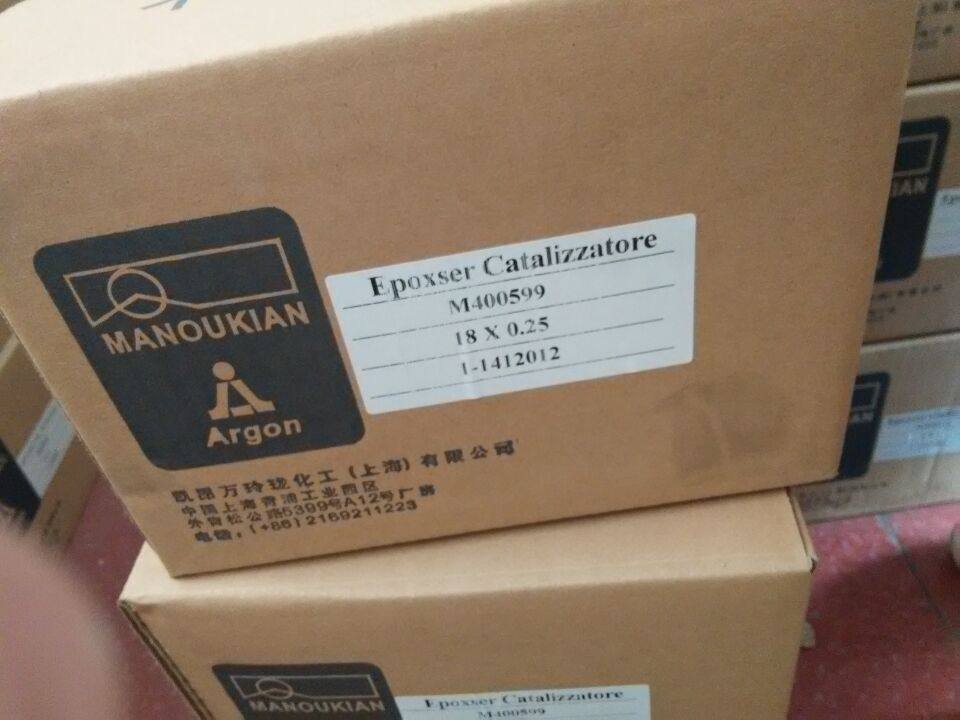 MANOUKIAN
Argon
Epoxser Catalizzatore
M400599
18 X 0.25
1-1412012
凯昂万玲珑化工(上海)有限公司
中国上海青浦工业园区
外青松公路5399号A12号厂房
电话:(+86)2169211223
MANOUKIAN
Epoxser Catalizzatore
M400599